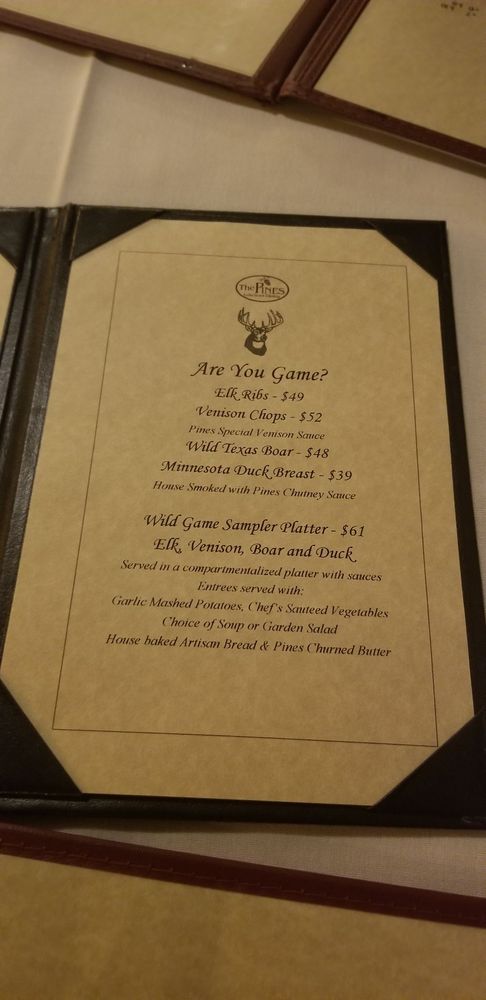 The PINES
Are You Game?
Elk Ribs - $49
Venison Chops - $52
Pines Special Venison Sauce
Wild Texas Boar - $48
Minnesota Duck Breast - $39
House Smoked with Pines Chutney Sauce
Wild Game Sampler Platter - $61
Elk, Venison, Boar and Duck
Served in a compartmentalized platter with sauces
Entrees served with:
Garlic Mashed Potatoes, Chef's Sauteed Vegetables
Choice of Soup or Garden Salad
House baked Artisan Bread & Pines Churned Butter